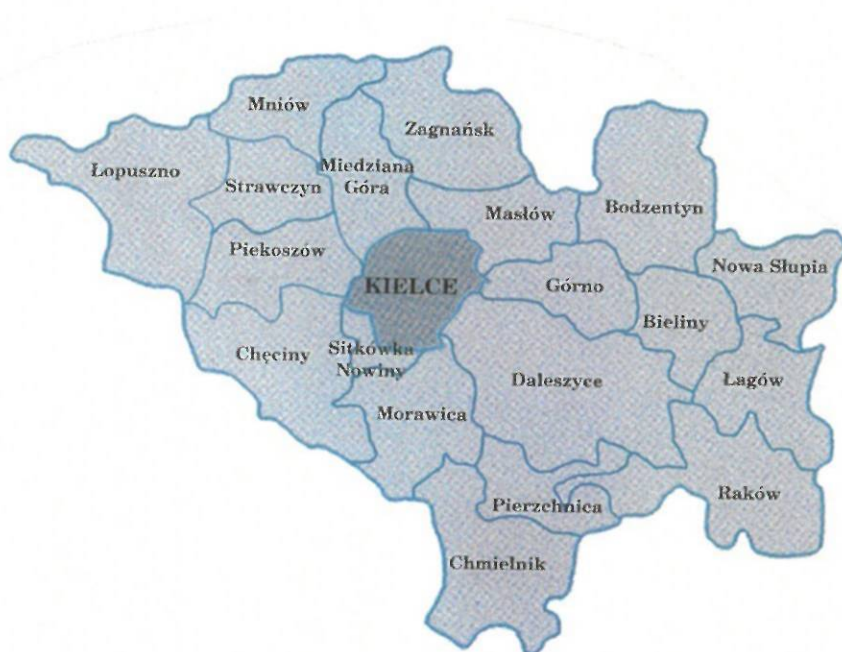 Mniów
Zagnańsk
Łopuszno
Strawczyn
Miedziana
Góra
Masłów
Bodzentyn
Piekoszów
Nowa Słupia
KIELCE
Górno
Bieliny
Chęciny
Sitkówka
Nowiny
Daleszyce
Łagów
Morawica
Pierzchnica
Raków
Chmielnik